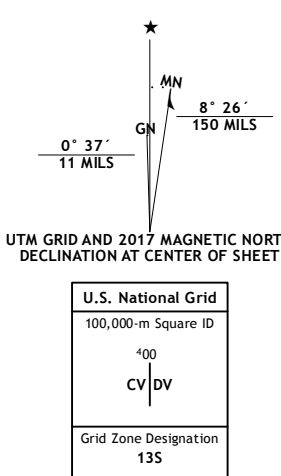 ★
MN
GN
8° 26´
150 MILS
0° 37´
11 MILS
UTM GRID AND 2017 MAGNETIC NORT
DECLINATION AT CENTER OF SHEET
U.S. National Grid
100,000-m Square ID
⁴00
CV DV
Grid Zone Designation
13S